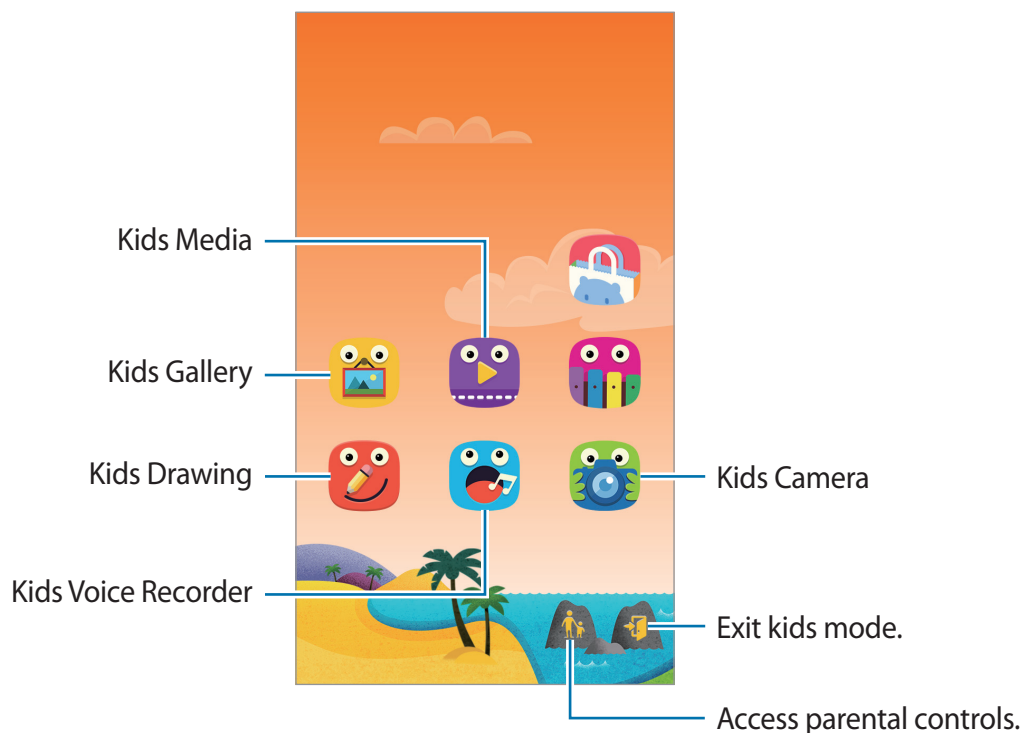 Kids Media
Kids Gallery
Kids Drawing
Kids Camera
Kids Voice Recorder
Exit kids mode.
Access parental controls.